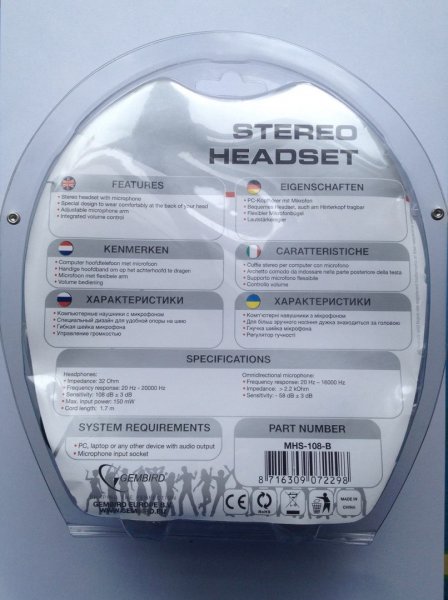 STEREO
HEADSET
FEATURES
• Stereo headset with microphone
• Special design to wear comfortably at the back of your head
• Adjustable microphone arm
• Integrated volume control
EIGENSCHAFTEN
• PC-Kopfhörer mit Mikrofon
• Bequemes Headset, auch am Hinterkopf tragbar
• Flexibler Mikrofonbügel
• Lautstärkeregler
KENMERKEN
• Computer hoofdtelefoon met microfoon
• Handige hoofdband om op het achterhoofd te dragen
• Microfoon met flexibele arm
• Volume bediening
CARATTERISTICHE
• Cuffie stereo per computer con microfono
• Archetto comodo da indossare nella parte posteriore della testa
• Supporto microfono flessibile
• Controllo volume
ХАРАКТЕРИСТИКИ
• Компьютерные наушники с микрофоном
• Специальный дизайн для удобной опоры на шею
• Гибкая шейка микрофона
• Управление громкостью
ХАРАКТЕРИСТИКИ
• Комп'ютерні навушники з мікрофоном
• Для більш зручного носіння дужка знаходиться за головою
• Гнучка шийка мікрофона
• Регулятор гучності
SPECIFICATIONS
Headphones:
• Impedance: 32 Ohm
• Frequency response: 20 Hz - 20000 Hz
• Sensitivity: 108 dB ± 3 dB
• Max. input power: 150 mW
• Cord length: 1.7 m
Omnidirectional microphone:
• Frequency response: 20 Hz – 16000 Hz
• Impedance: > 2.2 kOhm
• Sensitivity: - 58 dB ± 3 dB
SYSTEM REQUIREMENTS
• PC, laptop or any other device with audio output
• Microphone input socket
PART NUMBER
MHS-108-B
8 716309 072298
GEMBIRD
GEMBIRD EUROPE B.V.
WWW.GEMBIRD.EU
CE
RoHS
MADE IN
CHINA